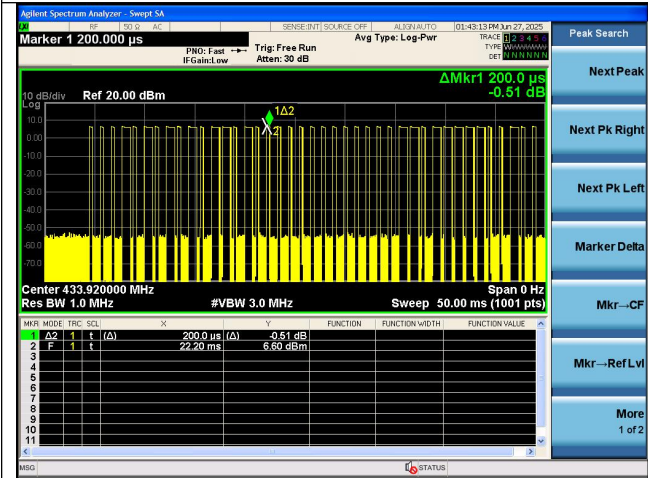 Agilent Spectrum Analyzer - Swept SA
RF 50 Ω AC SENSE:INT SOURCE OFF ALIGN AUTO 01:43:13 PM Jun 27, 2025
Marker 1 200.000 µs
PNO: Fast
IFGain:Low
Trig: Free Run
Atten: 30 dB
Avg Type: Log-Pwr
TRACE 1 2 3 4 5 6
TYPE WWWWWW
DET N N N N N N
Peak Search
ΔMkr1 200.0 µs
-0.51 dB
10 dB/div Ref 20.00 dBm
Log
1Δ2
2
10.0
0.00
-10.0
-20.0
-30.0
-40.0
-50.0
-60.0
-70.0
Center 433.920000 MHz Span 0 Hz
Res BW 1.0 MHz #VBW 3.0 MHz Sweep 50.00 ms (1001 pts)
MKR MODE TRC SCL X Y FUNCTION FUNCTION WIDTH FUNCTION VALUE
1 Δ2 1 t (Δ) 200.0 µs (Δ) -0.51 dB
2 F 1 t 22.20 ms 6.60 dBm
3
4
5
6
7
8
9
10
11
MSG STATUS
Next Peak
Next Pk Right
Next Pk Left
Marker Delta
Mkr→CF
Mkr→Ref Lvl
More
1 of 2